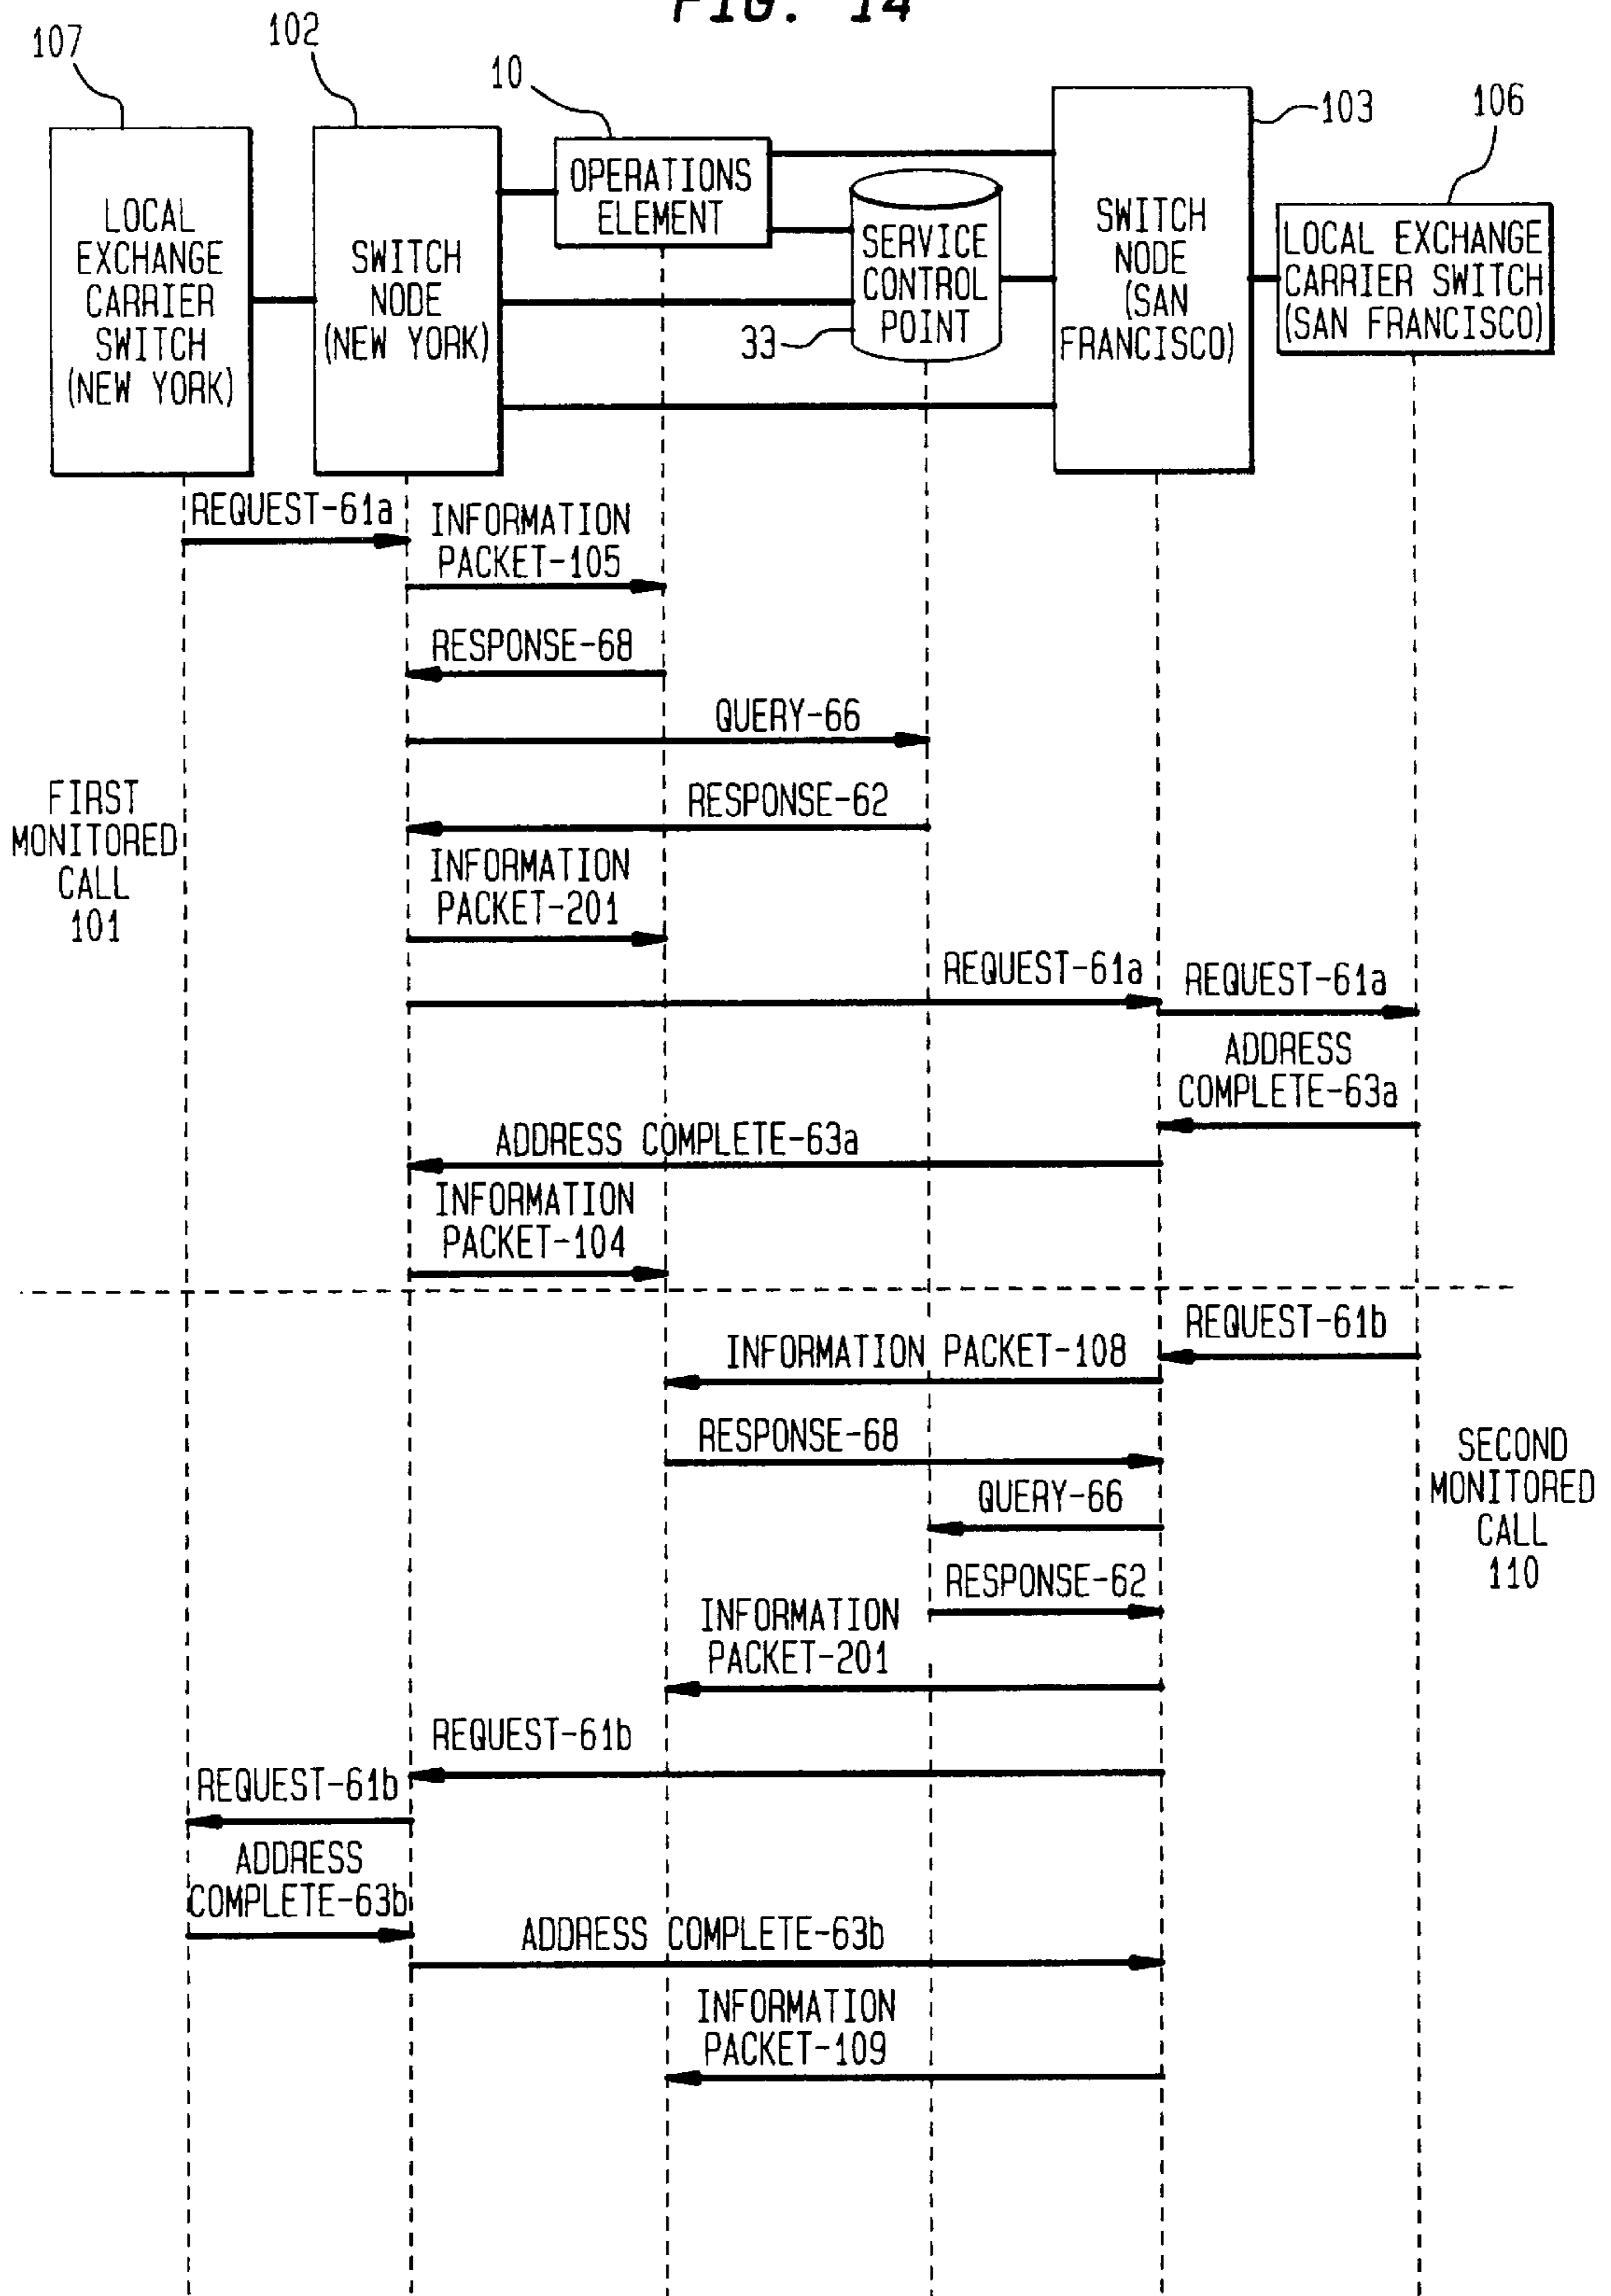 FIG. 14
107
102
10
103
106
LOCAL
EXCHANGE
CARRIER
SWITCH
(NEW YORK)
SWITCH
NODE
(NEW YORK)
OPERATIONS
ELEMENT
SERVICE
CONTROL
POINT
33
SWITCH
NODE
(SAN
FRANCISCO)
LOCAL EXCHANGE
CARRIER SWITCH
(SAN FRANCISCO)
REQUEST-61a
INFORMATION
PACKET-105
RESPONSE-68
QUERY-66
RESPONSE-62
FIRST
MONITORED
CALL
101
INFORMATION
PACKET-201
REQUEST-61a
REQUEST-61a
ADDRESS
COMPLETE-63a
ADDRESS COMPLETE-63a
INFORMATION
PACKET-104
REQUEST-61b
INFORMATION PACKET-108
RESPONSE-68
QUERY-66
SECOND
MONITORED
CALL
110
RESPONSE-62
INFORMATION
PACKET-201
REQUEST-61b
REQUEST-61b
ADDRESS
COMPLETE-63b
ADDRESS COMPLETE-63b
INFORMATION
PACKET-109